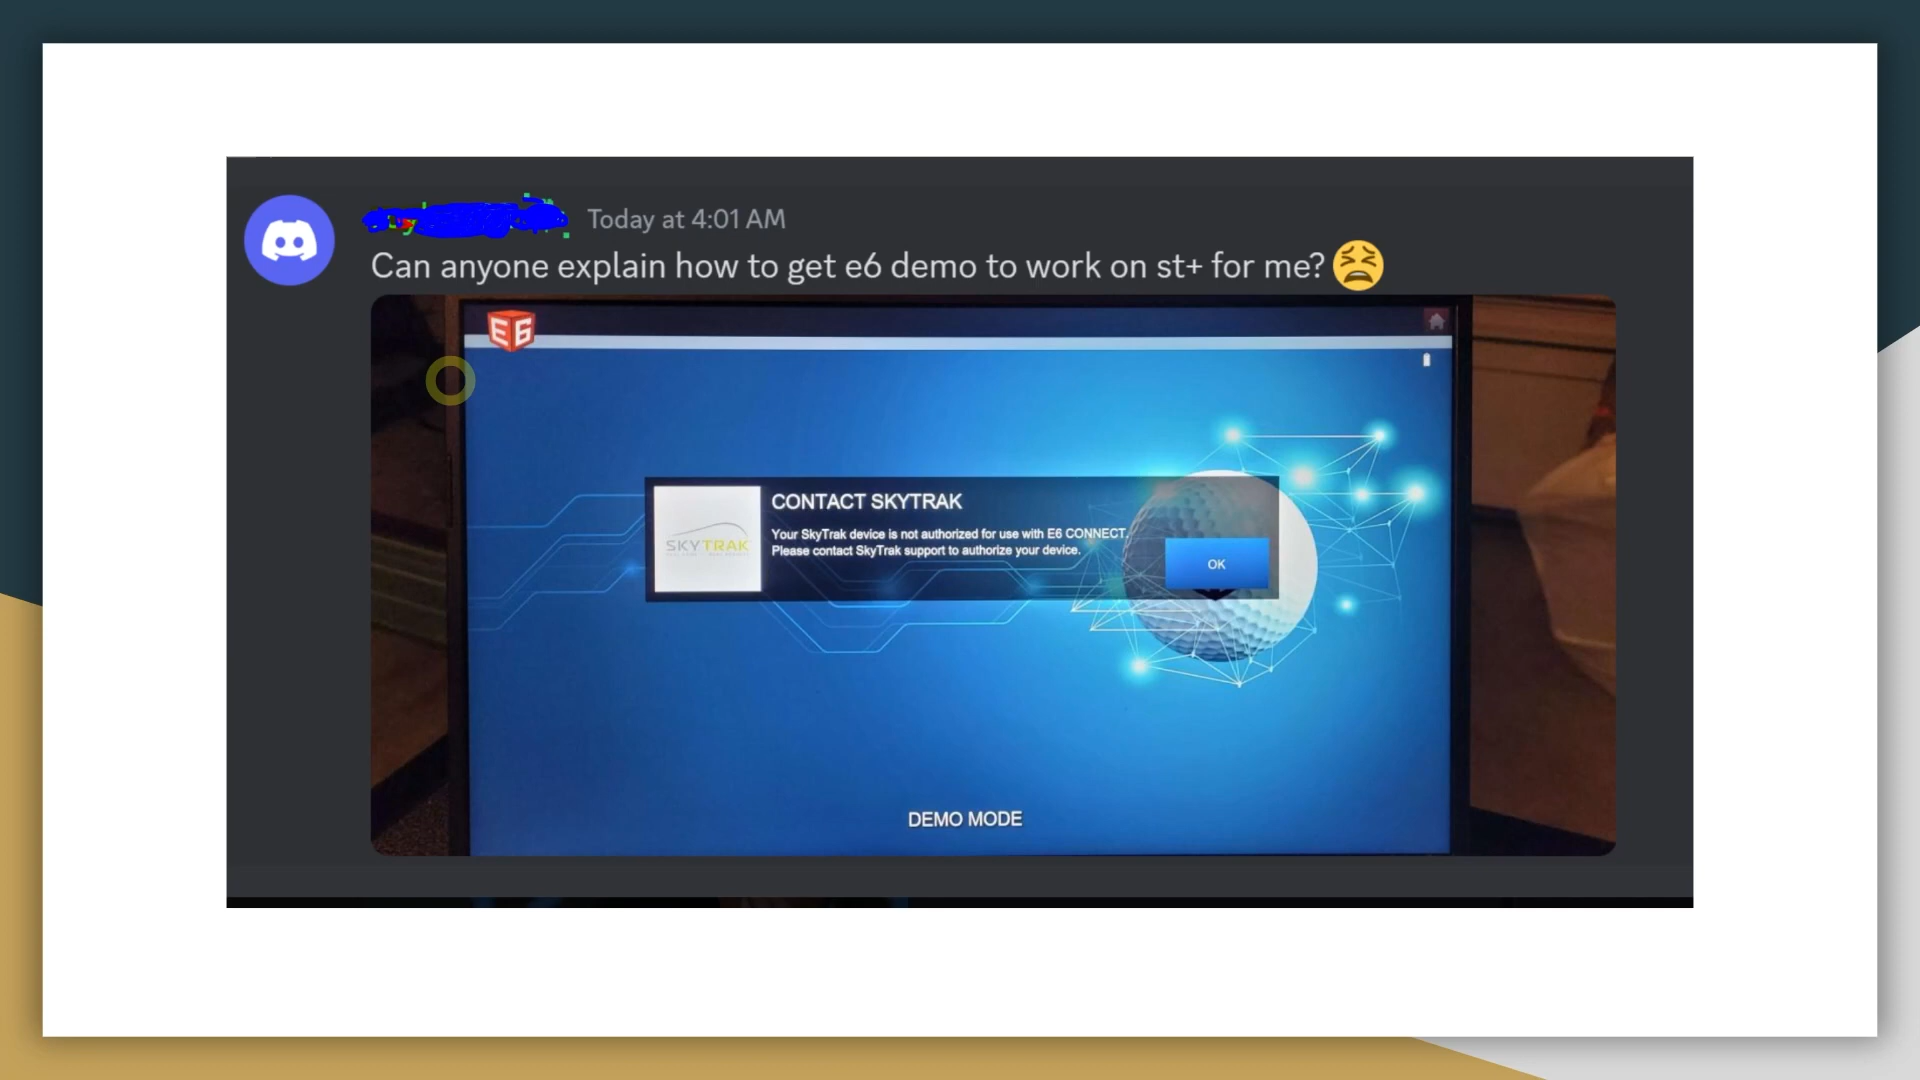 Today at 4:01 AM
Can anyone explain how to get e6 demo to work on st+ for me? 😫
E6
CONTACT SKYTRAK
Your SkyTrak device is not authorized for use with E6 CONNECT.
Please contact SkyTrak support to authorize your device.
SKYTRAK
OK
DEMO MODE